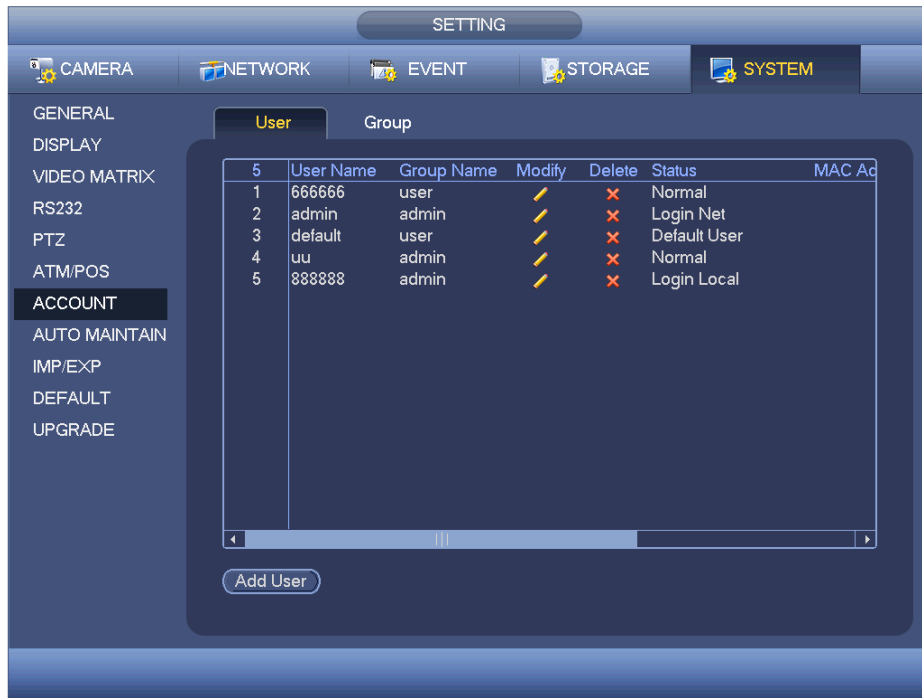 SETTING
CAMERA NETWORK EVENT STORAGE SYSTEM
GENERAL
DISPLAY
VIDEO MATRIX
RS232
PTZ
ATM/POS
ACCOUNT
AUTO MAINTAIN
IMP/EXP
DEFAULT
UPGRADE
User Group
5 User Name Group Name Modify Delete Status MAC Ad
1 666666 user Normal
2 admin admin Login Net
3 default user Default User
4 uu admin Normal
5 888888 admin Login Local
Add User